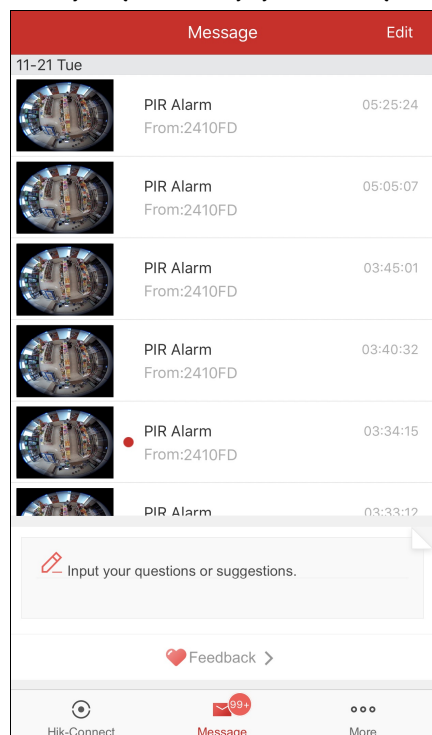 Message
Edit
11-21 Tue
PIR Alarm
05:25:24
From:2410FD
PIR Alarm
05:05:07
From:2410FD
PIR Alarm
03:45:01
From:2410FD
PIR Alarm
03:40:32
From:2410FD
PIR Alarm
03:34:15
From:2410FD
PIR Alarm
03:33:12
Input your questions or suggestions.
Feedback
99+
Hik-Connect
Message
More